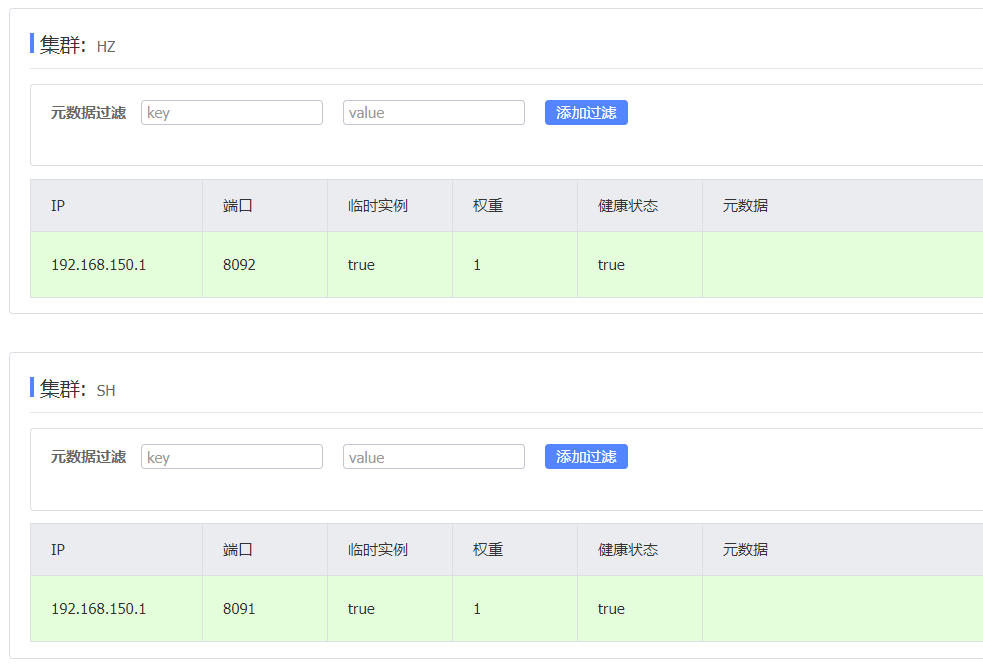 集群: HZ
元数据过滤 key value 添加过滤
IP 端口 临时实例 权重 健康状态 元数据
192.168.150.1 8092 true 1 true
集群: SH
元数据过滤 key value 添加过滤
IP 端口 临时实例 权重 健康状态 元数据
192.168.150.1 8091 true 1 true